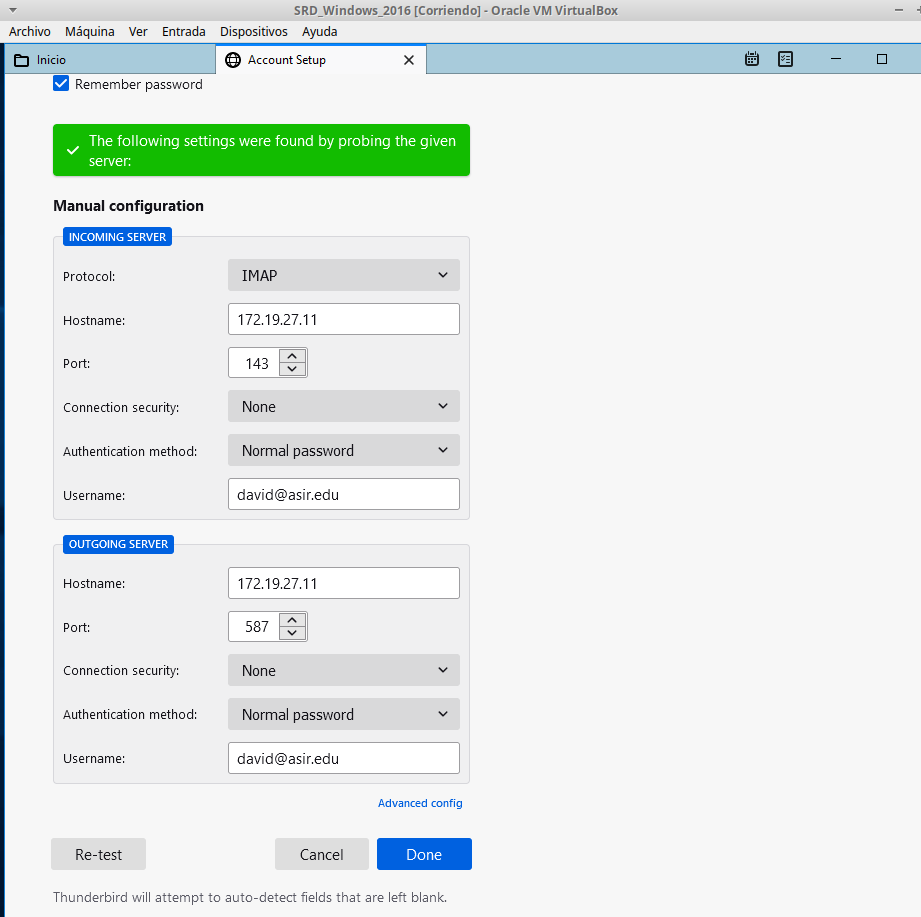 SRD_Windows_2016 [Corriendo] - Oracle VM VirtualBox
Archivo Máquina Ver Entrada Dispositivos Ayuda
Inicio Account Setup
Remember password
The following settings were found by probing the given
server:
Manual configuration
INCOMING SERVER
Protocol: IMAP
Hostname: 172.19.27.11
Port: 143
Connection security: None
Authentication method: Normal password
Username: david@asir.edu
OUTGOING SERVER
Hostname: 172.19.27.11
Port: 587
Connection security: None
Authentication method: Normal password
Username: david@asir.edu
Advanced config
Re-test Cancel Done
Thunderbird will attempt to auto-detect fields that are left blank.